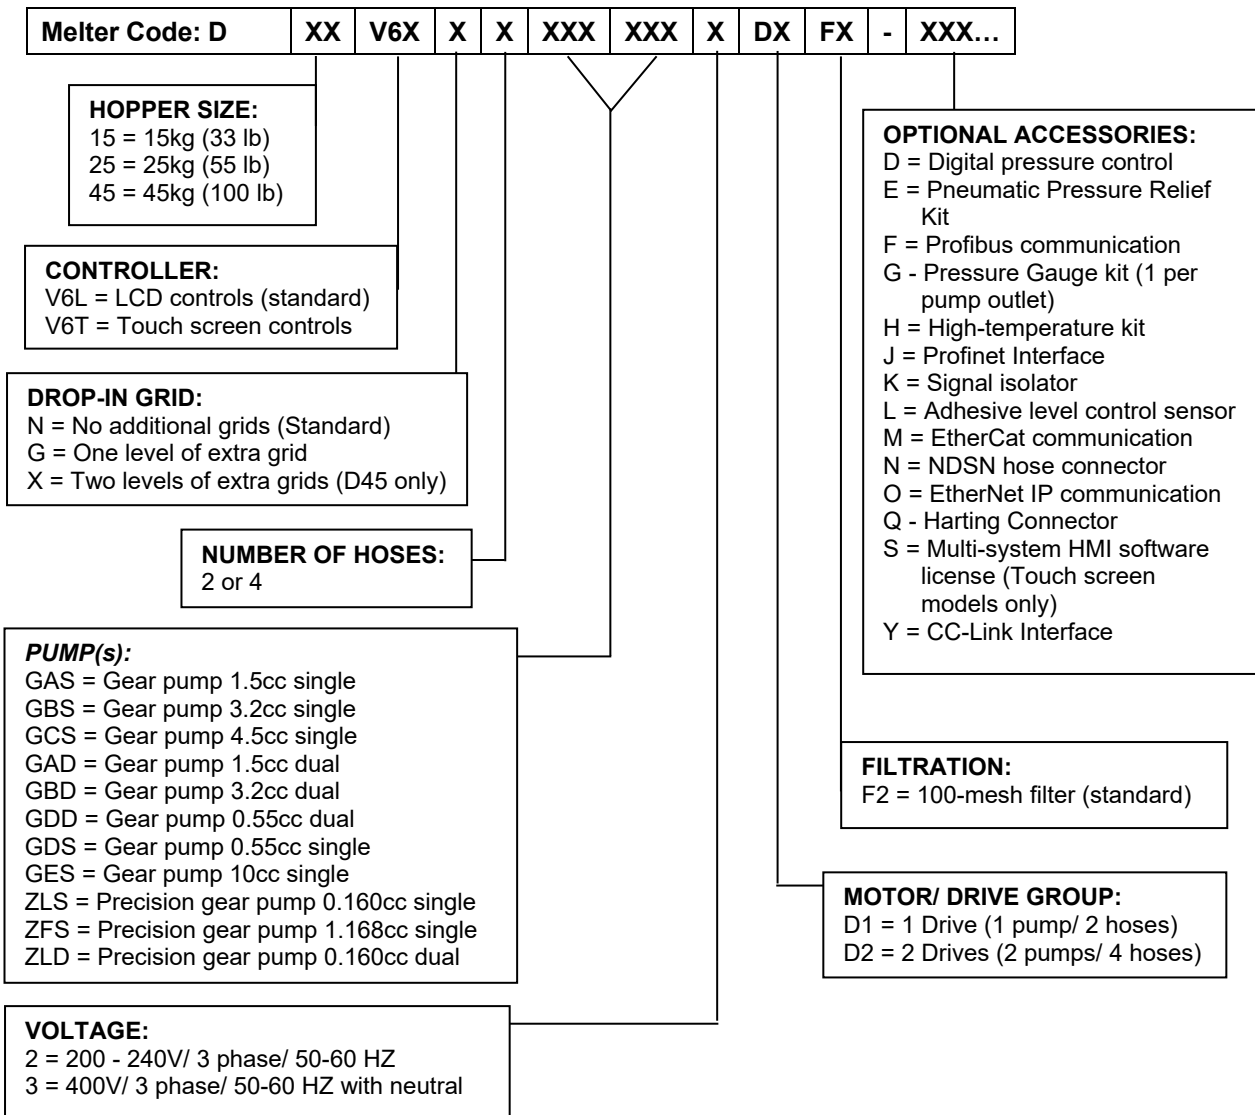 Melter Code: D XX V6X X X XXX XXX X DX FX - XXX…
HOPPER SIZE:
15 = 15kg (33 lb)
25 = 25kg (55 lb)
45 = 45kg (100 lb)
CONTROLLER:
V6L = LCD controls (standard)
V6T = Touch screen controls
DROP-IN GRID:
N = No additional grids (Standard)
G = One level of extra grid
X = Two levels of extra grids (D45 only)
NUMBER OF HOSES:
2 or 4
PUMP(s):
GAS = Gear pump 1.5cc single
GBS = Gear pump 3.2cc single
GCS = Gear pump 4.5cc single
GAD = Gear pump 1.5cc dual
GBD = Gear pump 3.2cc dual
GDD = Gear pump 0.55cc dual
GDS = Gear pump 0.55cc single
GES = Gear pump 10cc single
ZLS = Precision gear pump 0.160cc single
ZFS = Precision gear pump 1.168cc single
ZLD = Precision gear pump 0.160cc dual
VOLTAGE:
2 = 200 - 240V/ 3 phase/ 50-60 HZ
3 = 400V/ 3 phase/ 50-60 HZ with neutral
OPTIONAL ACCESSORIES:
D = Digital pressure control
E = Pneumatic Pressure Relief
Kit
F = Profibus communication
G - Pressure Gauge kit (1 per
pump outlet)
H = High-temperature kit
J = Profinet Interface
K = Signal isolator
L = Adhesive level control sensor
M = EtherCat communication
N = NDSN hose connector
O = EtherNet IP communication
Q - Harting Connector
S = Multi-system HMI software
license (Touch screen
models only)
Y = CC-Link Interface
FILTRATION:
F2 = 100-mesh filter (standard)
MOTOR/ DRIVE GROUP:
D1 = 1 Drive (1 pump/ 2 hoses)
D2 = 2 Drives (2 pumps/ 4 hoses)